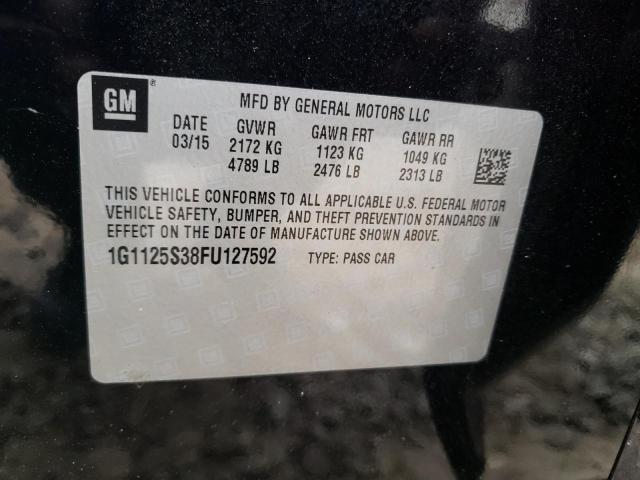 GM
®
MFD BY GENERAL MOTORS LLC
DATE GVWR GAWR FRT GAWR RR
03/15 2172 KG 1123 KG 1049 KG
4789 LB 2476 LB 2313 LB
THIS VEHICLE CONFORMS TO ALL APPLICABLE U.S. FEDERAL MOTOR
VEHICLE SAFETY, BUMPER, AND THEFT PREVENTION STANDARDS IN
EFFECT ON THE DATE OF MANUFACTURE SHOWN ABOVE.
1G1125S38FU127592 TYPE: PASS CAR